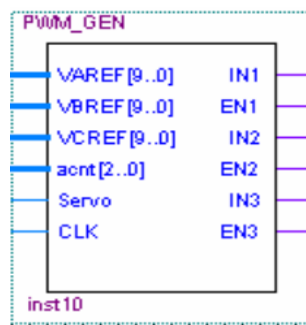 PWM_GEN
VAREF[9..0] IN1
VBREF[9..0] EN1
VCREF[9..0] IN2
acnt[2..0] EN2
Servo IN3
CLK EN3
inst10